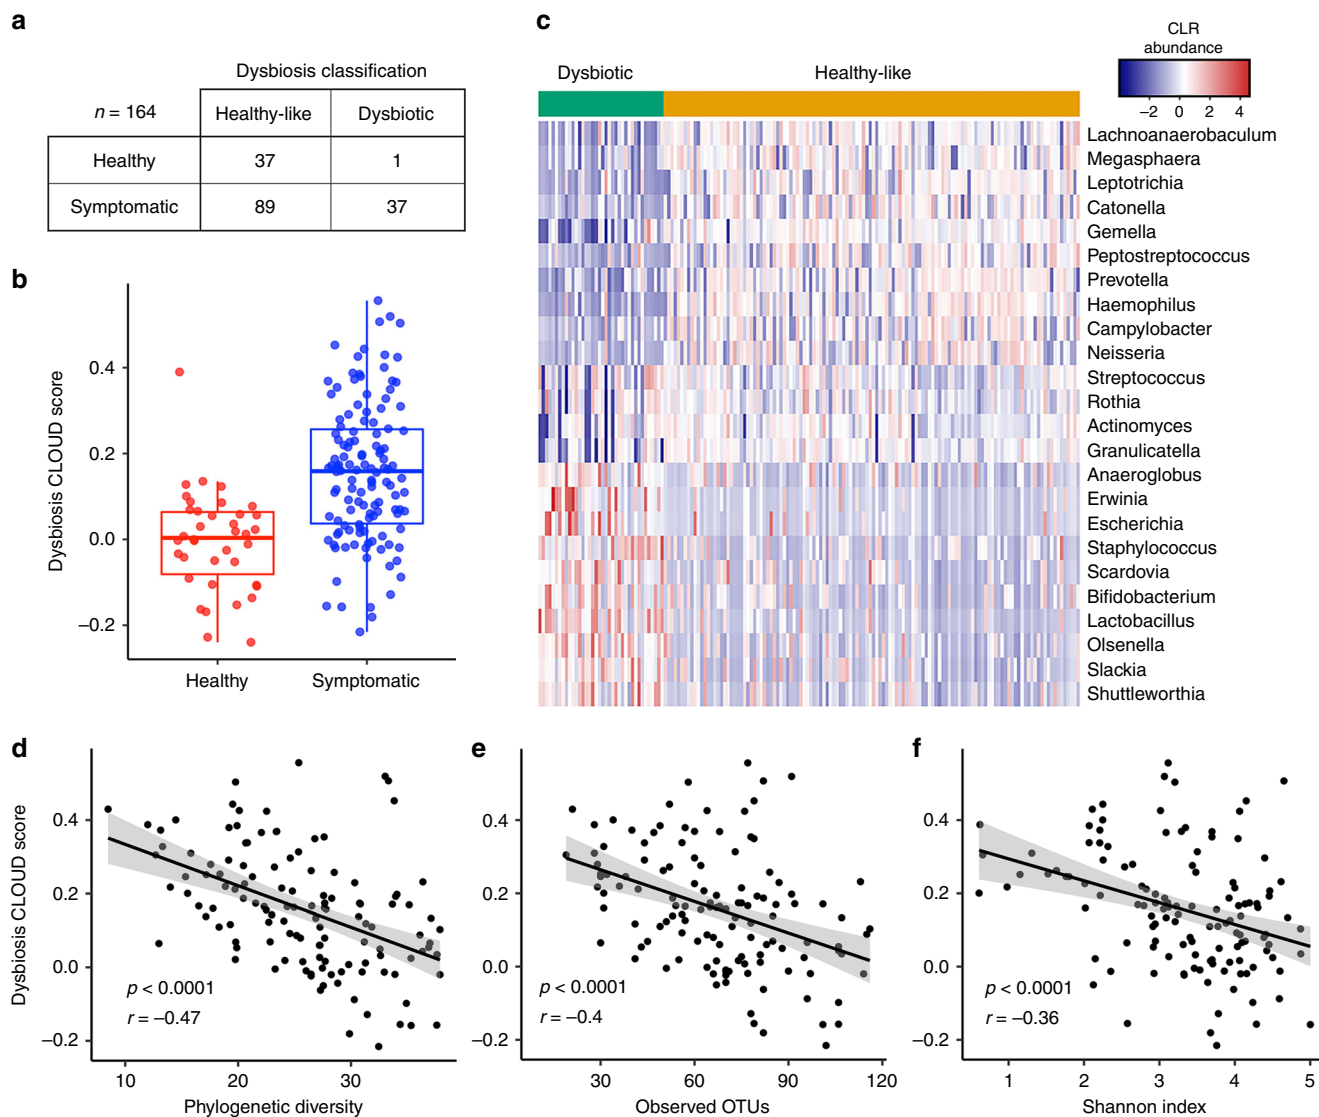 a
Dysbiosis classification
n = 164
Healthy-like
Dysbiotic
Healthy
37
1
Symptomatic
89
37
b
Dysbiosis CLOUD score
0.4
0.2
0.0
−0.2
Healthy
Symptomatic
c
CLR
abundance
−2
0
2
4
Dysbiotic
Healthy-like
Lachnoanaerobaculum
Megasphaera
Leptotrichia
Catonella
Gemella
Peptostreptococcus
Prevotella
Haemophilus
Campylobacter
Neisseria
Streptococcus
Rothia
Actinomyces
Granulicatella
Anaeroglobus
Erwinia
Escherichia
Staphylococcus
Scardovia
Bifidobacterium
Lactobacillus
Olsenella
Slackia
Shuttleworthia
d
Dysbiosis CLOUD score
0.4
0.2
0.0
−0.2
p < 0.0001
r = −0.47
10
20
30
Phylogenetic diversity
e
0.4
0.2
0.0
−0.2
p < 0.0001
r = −0.4
30
60
90
120
Observed OTUs
f
0.4
0.2
0.0
−0.2
p < 0.0001
r = −0.36
1
2
3
4
5
Shannon index